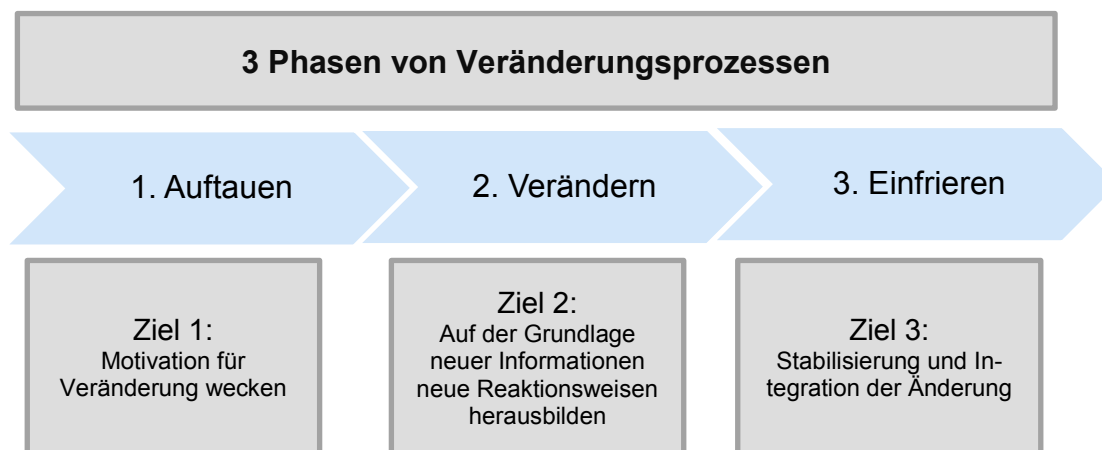 3 Phasen von Veränderungsprozessen
1. Auftauen
2. Verändern
3. Einfrieren
Ziel 1:
Motivation für
Veränderung wecken
Ziel 2:
Auf der Grundlage
neuer Informationen
neue Reaktionsweisen
herausbilden
Ziel 3:
Stabilisierung und In-
tegration der Änderung